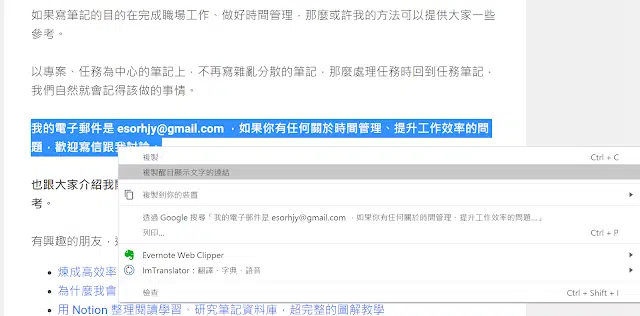 如果寫筆記的目的在完成職場工作、做好時間管理，那麼或許我的方法可以提供大家一些
參考。
以專案、任務為中心的筆記上，不再寫雜亂分散的筆記，那麼處理任務時回到任務筆記，
我們自然就會記得該做的事情。
我的電子郵件是 esorhjy@gmail.com ，如果你有任何關於時間管理、提升工作效率的問
題，歡迎寫信跟我討論。
複製 Ctrl + C
複製醒目顯示文字的連結
也跟大家介紹我
考。
複製到你的裝置
透過 Google 搜尋「我的電子郵件是 esorhjy@gmail.com ，如果你有任何關於時間管理、提升工作效率的問題...」
列印... Ctrl + P
有興趣的朋友，
Evernote Web Clipper
煉成高效率
ImTranslator：翻譯、字典、語音
為什麼我會
檢查 Ctrl + Shift + I
用 Notion 整理閱讀學習、研究筆記資料庫，超完整的圖解教學